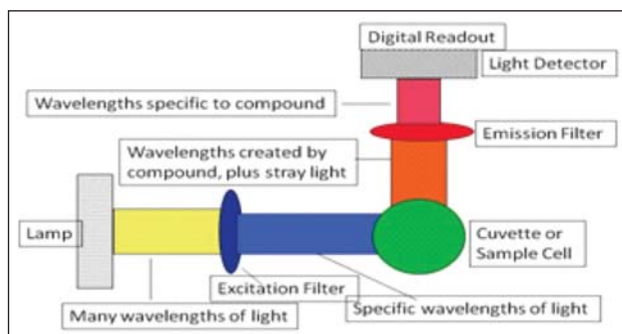 Digital Readout
Light Detector
Wavelengths specific to compound
Emission Filter
Wavelengths created by
compound, plus stray light
Lamp
Cuvette or
Sample Cell
Excitation Filter
Many wavelengths of light
Specific wavelengths of light